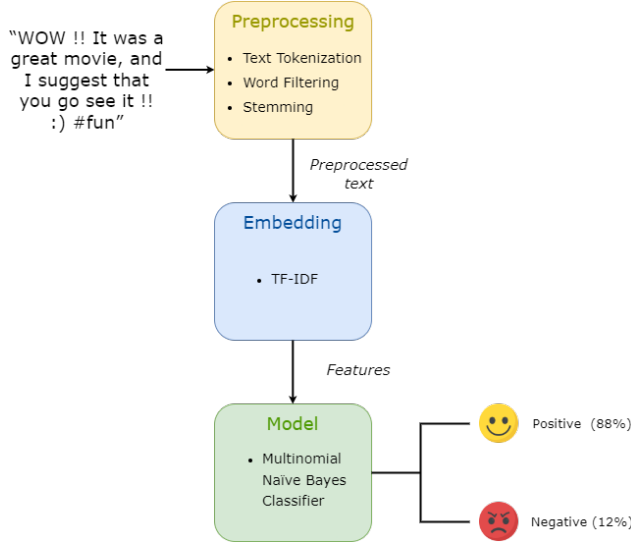 “WOW !! It was a
great movie, and
I suggest that
you go see it !!
:) #fun”
Preprocessing
• Text Tokenization
• Word Filtering
• Stemming
Preprocessed
text
Embedding
• TF-IDF
Features
Model
• Multinomial
Naïve Bayes
Classifier
Positive (88%)
Negative (12%)